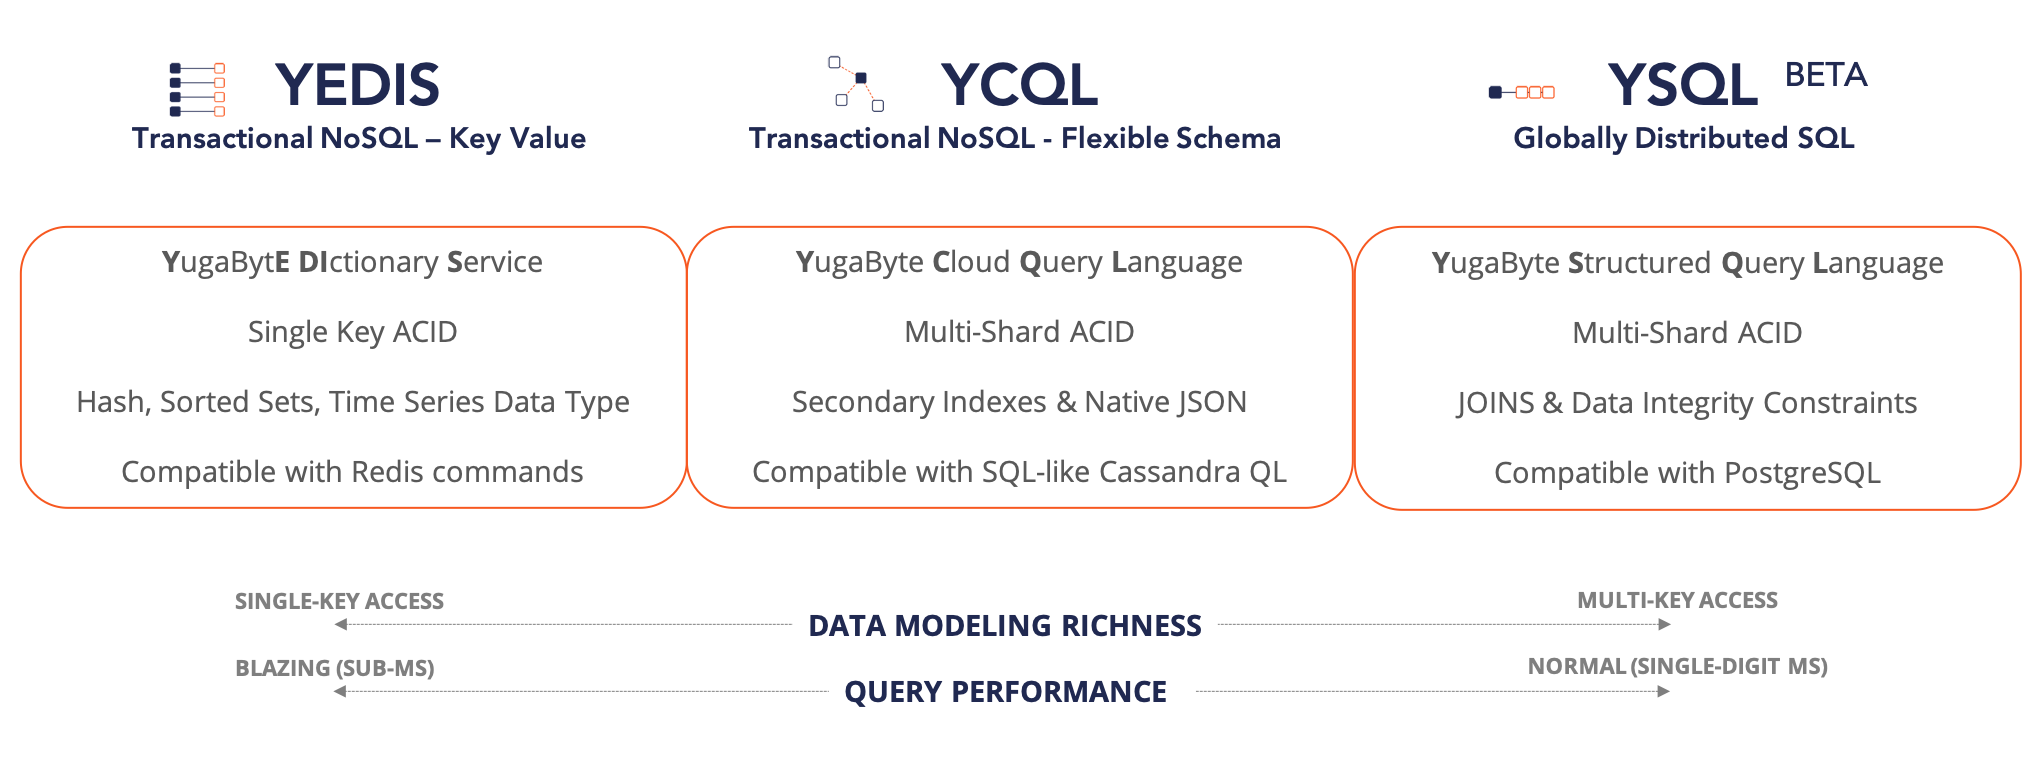 YEDIS
Transactional NoSQL – Key Value
YugaBytE DIctionary Service
Single Key ACID
Hash, Sorted Sets, Time Series Data Type
Compatible with Redis commands
YCQL
Transactional NoSQL - Flexible Schema
YugaByte Cloud Query Language
Multi-Shard ACID
Secondary Indexes & Native JSON
Compatible with SQL-like Cassandra QL
YSQL BETA
Globally Distributed SQL
YugaByte Structured Query Language
Multi-Shard ACID
JOINS & Data Integrity Constraints
Compatible with PostgreSQL
SINGLE-KEY ACCESS
DATA MODELING RICHNESS
MULTI-KEY ACCESS
BLAZING (SUB-MS)
QUERY PERFORMANCE
NORMAL (SINGLE-DIGIT MS)